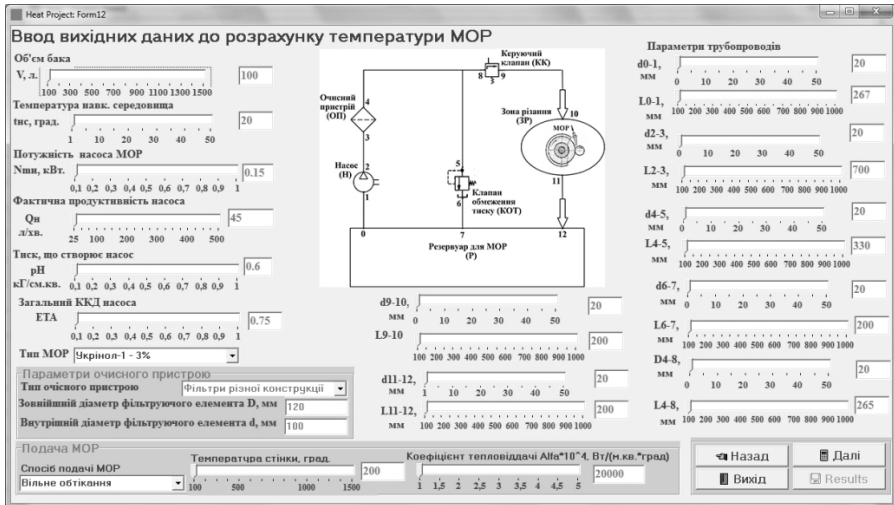 Heat Project: Form12
Ввод вихідних даних до розрахунку температури МОР
Об'єм бака
V, л.
100
100 300 500 700 900 1100 1300 1500
Температура навк. середовища
tнс, град.
20
1 10 20 30 40 50
Потужність насоса МОР
Nмн, кВт.
0.15
0,1 0,2 0,3 0,4 0,5 0,6 0,7 0,8 0,9 1
Фактична продуктивність насоса
Qн
45
л/хв.
25 100 200 300 400 500
Тиск, що створює насос
рН
0.6
кГ/см.кв.
0,1 0,2 0,3 0,4 0,5 0,6 0,7 0,8 0,9 1
Загальний ККД насоса
ETA
0.75
0,1 0,2 0,3 0,4 0,5 0,6 0,7 0,8 0,9 1
Тип МОР
Укрінол-1 - 3%
Параметри очисного пристрою
Тип очісного пристрою
Фільтри різної конструкції
Зовнійшній діаметр фільтруючого елемента D, мм
120
Внутрішній діаметр фільтруючого елемента d, мм
100
Подача МОР
Спосіб подачі МОР
Вільне обтікання
Температура стінки, град.
200
100 500 1000 1500
Коефіцієнт тепловіддачі Alfa*10^4, Вт/(м.кв.*град)
20000
1 1,5 2 2,5 3 3,5 4 4,5 5
Керуючий
клапан (КК)
8 9
3
Очисний
пристрій
(ОП)
4
3
Зона різання
(ЗР)
10
МОР
11
Насос
(Н)
2
1
5
6
Клапан
обмеження
тиску (КОТ)
0 7 12
Резервуар для МОР
(Р)
d9-10,
мм
20
0 10 20 30 40 50
L9-10
200
100 200 300 400 500 600 700 800 900 1000
d11-12,
мм
20
1 10 20 30 40 50
L11-12,
мм
200
100 200 300 400 500 600 700 800 900 1000
Параметри трубопроводів
d0-1,
мм
20
0 10 20 30 40 50
L0-1,
мм
267
100 200 300 400 500 600 700 800 900 1000
d2-3,
мм
20
0 10 20 30 40 50
L2-3,
мм
700
100 200 300 400 500 600 700 800 900 1000
d4-5,
мм
20
0 10 20 30 40 50
L4-5,
мм
330
100 200 300 400 500 600 700 800 900 1000
d6-7,
мм
20
0 10 20 30 40 50
L6-7,
мм
200
100 200 300 400 500 600 700 800 900 1000
D4-8,
мм
20
0 10 20 30 40 50
L4-8,
мм
265
100 200 300 400 500 600 700 800 900 1000
Назад
Далі
Вихід
Results